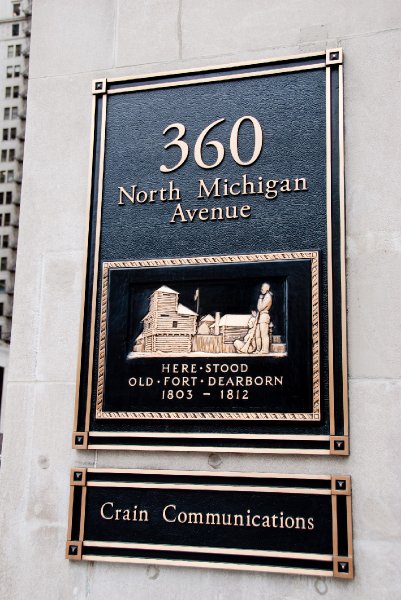 360
North Michigan
Avenue
HERE·STOOD
OLD·FORT·DEARBORN
1803 – 1812
Crain Communications